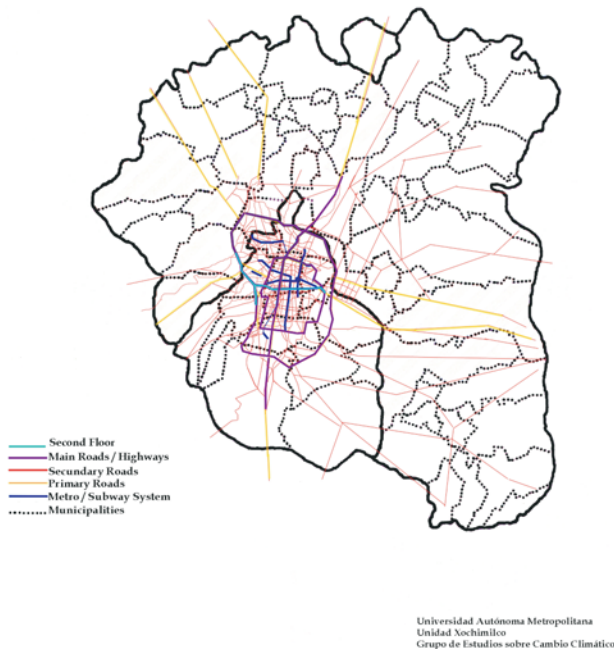 Second Floor
Main Roads / Highways
Secundary Roads
Primary Roads
Metro / Subway System
Municipalities
Universidad Autónoma Metropolitana
Unidad Xochimilco
Grupo de Estudios sobre Cambio Climático